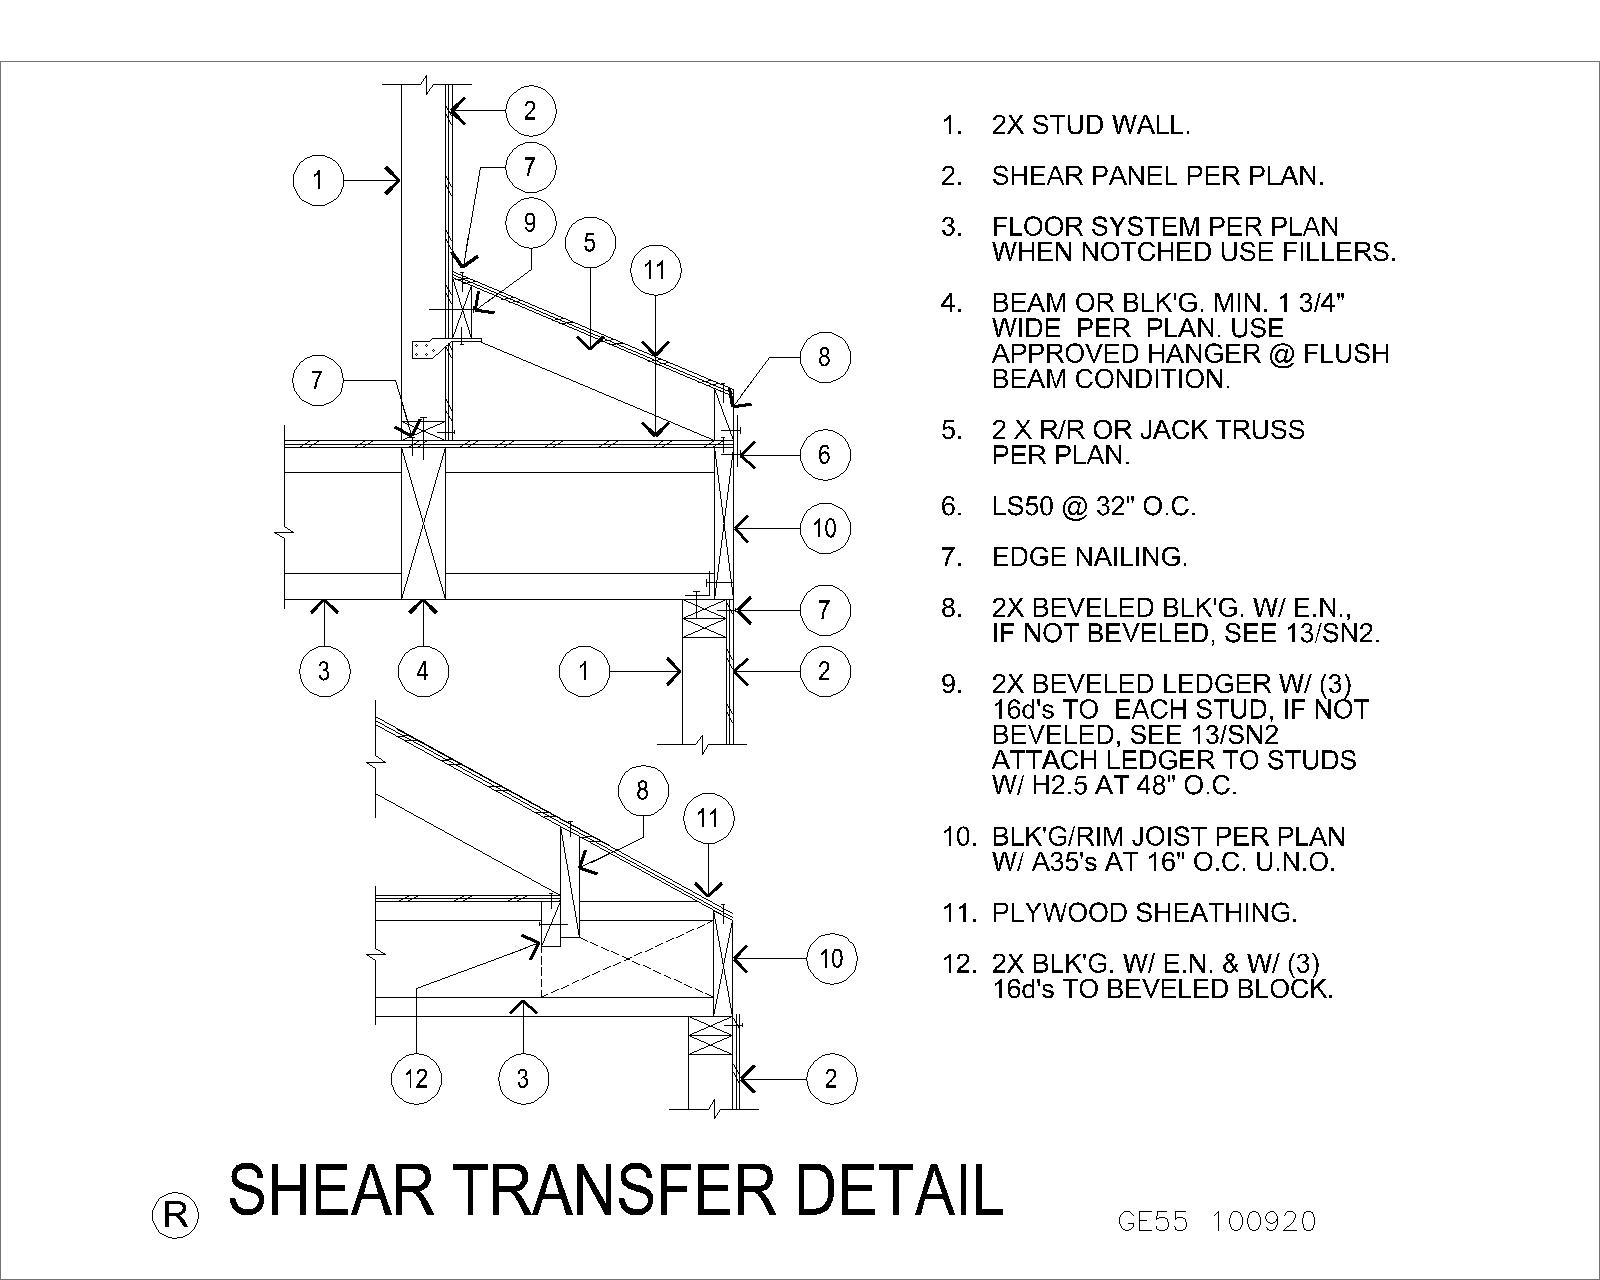 2
7
1
9
5
11
8
7
6
10
7
3
4
1
2
8
11
10
12
3
2
1. 2X STUD WALL.
2. SHEAR PANEL PER PLAN.
3. FLOOR SYSTEM PER PLAN
WHEN NOTCHED USE FILLERS.
4. BEAM OR BLK'G. MIN. 1 3/4"
WIDE PER PLAN. USE
APPROVED HANGER @ FLUSH
BEAM CONDITION.
5. 2 X R/R OR JACK TRUSS
PER PLAN.
6. LS50 @ 32" O.C.
7. EDGE NAILING.
8. 2X BEVELED BLK'G. W/ E.N.,
IF NOT BEVELED, SEE 13/SN2.
9. 2X BEVELED LEDGER W/ (3)
16d's TO EACH STUD, IF NOT
BEVELED, SEE 13/SN2
ATTACH LEDGER TO STUDS
W/ H2.5 AT 48" O.C.
10. BLK'G/RIM JOIST PER PLAN
W/ A35's AT 16" O.C. U.N.O.
11. PLYWOOD SHEATHING.
12. 2X BLK'G. W/ E.N. & W/ (3)
16d's TO BEVELED BLOCK.
R SHEAR TRANSFER DETAIL
GE55 100920